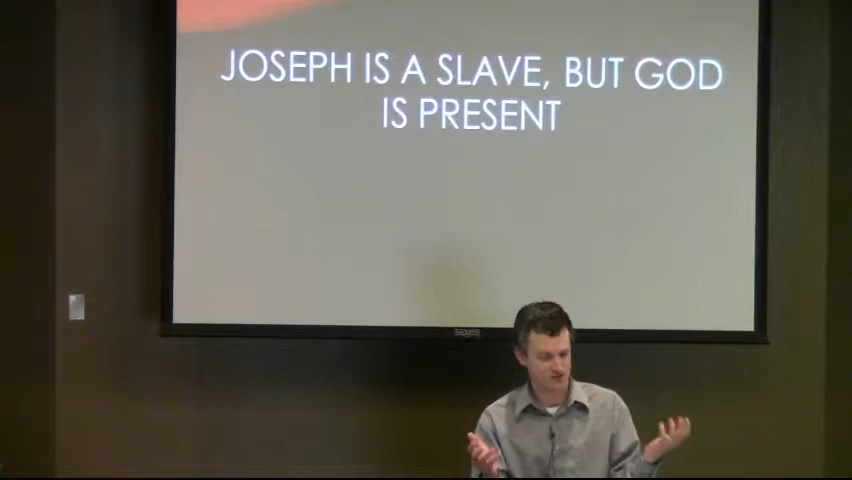 JOSEPH IS A SLAVE, BUT GOD
IS PRESENT